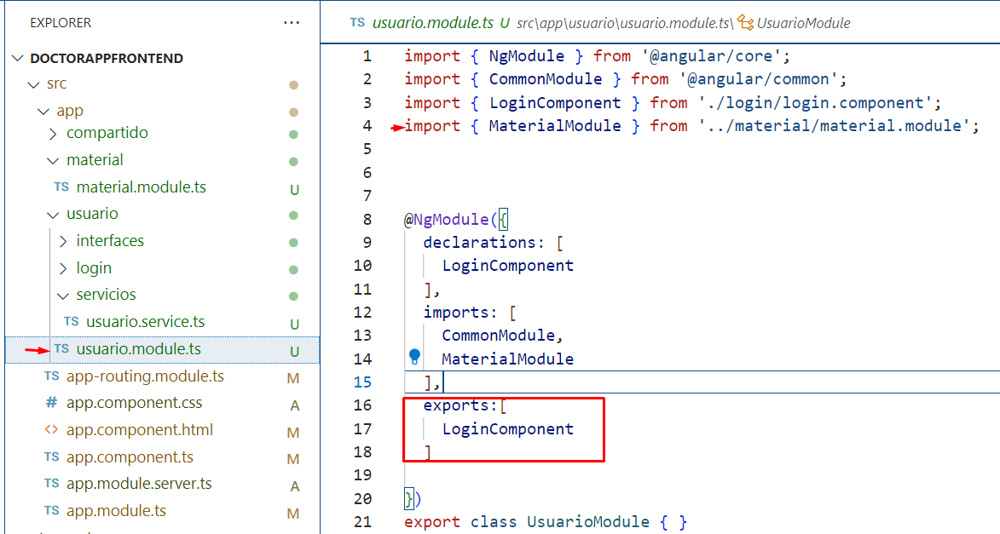 EXPLORER ...
DOCTORAPPFRONTEND
src
app
compartido
material
TS material.module.ts U
usuario
interfaces
login
servicios
TS usuario.service.ts U
TS usuario.module.ts U
TS app-routing.module.ts M
# app.component.css A
<> app.component.html M
TS app.component.ts M
TS app.module.server.ts A
TS app.module.ts M
TS usuario.module.ts U src\app\usuario\usuario.module.ts\ UsuarioModule
1 import { NgModule } from '@angular/core';
2 import { CommonModule } from '@angular/common';
3 import { LoginComponent } from './login/login.component';
4 import { MaterialModule } from '../material/material.module';
5
6
7
8 @NgModule({
9 declarations: [
10 LoginComponent
11 ],
12 imports: [
13 CommonModule,
14 MaterialModule
15 ],
16 exports:[
17 LoginComponent
18 ]
19
20 })
21 export class UsuarioModule { }